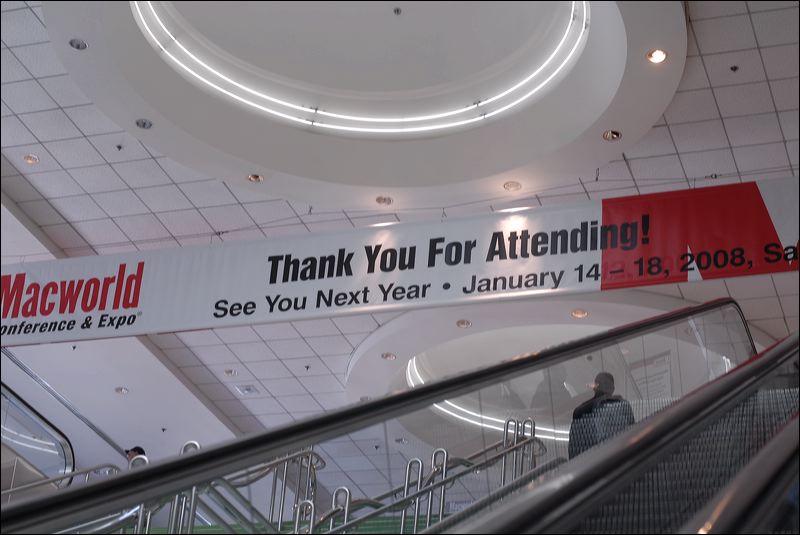 Macworld
onference & Expo®
Thank You For Attending!
See You Next Year • January 14 – 18, 2008, Sa